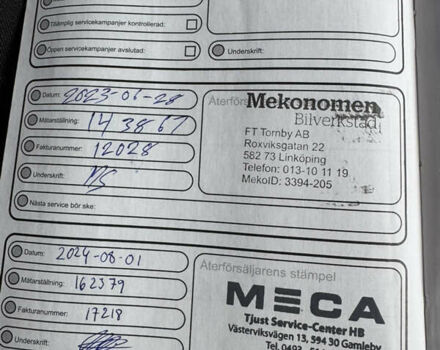 Tillämplig servicekampanjer kontrollerad:
Öppen servicekampanjer avslutad:
Underskrift:
Datum: 2023-06-28
Mätarställning: 143867
Fakturanummer: 12028
Underskrift:
Nästa service bör ske:
Mekonomen
Bilverkstad
FT Tornby AB
Roxviksgatan 22
582 73 Linköping
Telefon: 013-10 11 19
MekoID: 3394-205
Datum: 2024-08-01
Mätarställning: 162379
Fakturanummer: 17218
Underskrift:
Återförsäljarens stämpel
MECA
Tjust Service-Center HB
Västerviksvägen 13, 594 30 Gamleby
Tel. 0493-